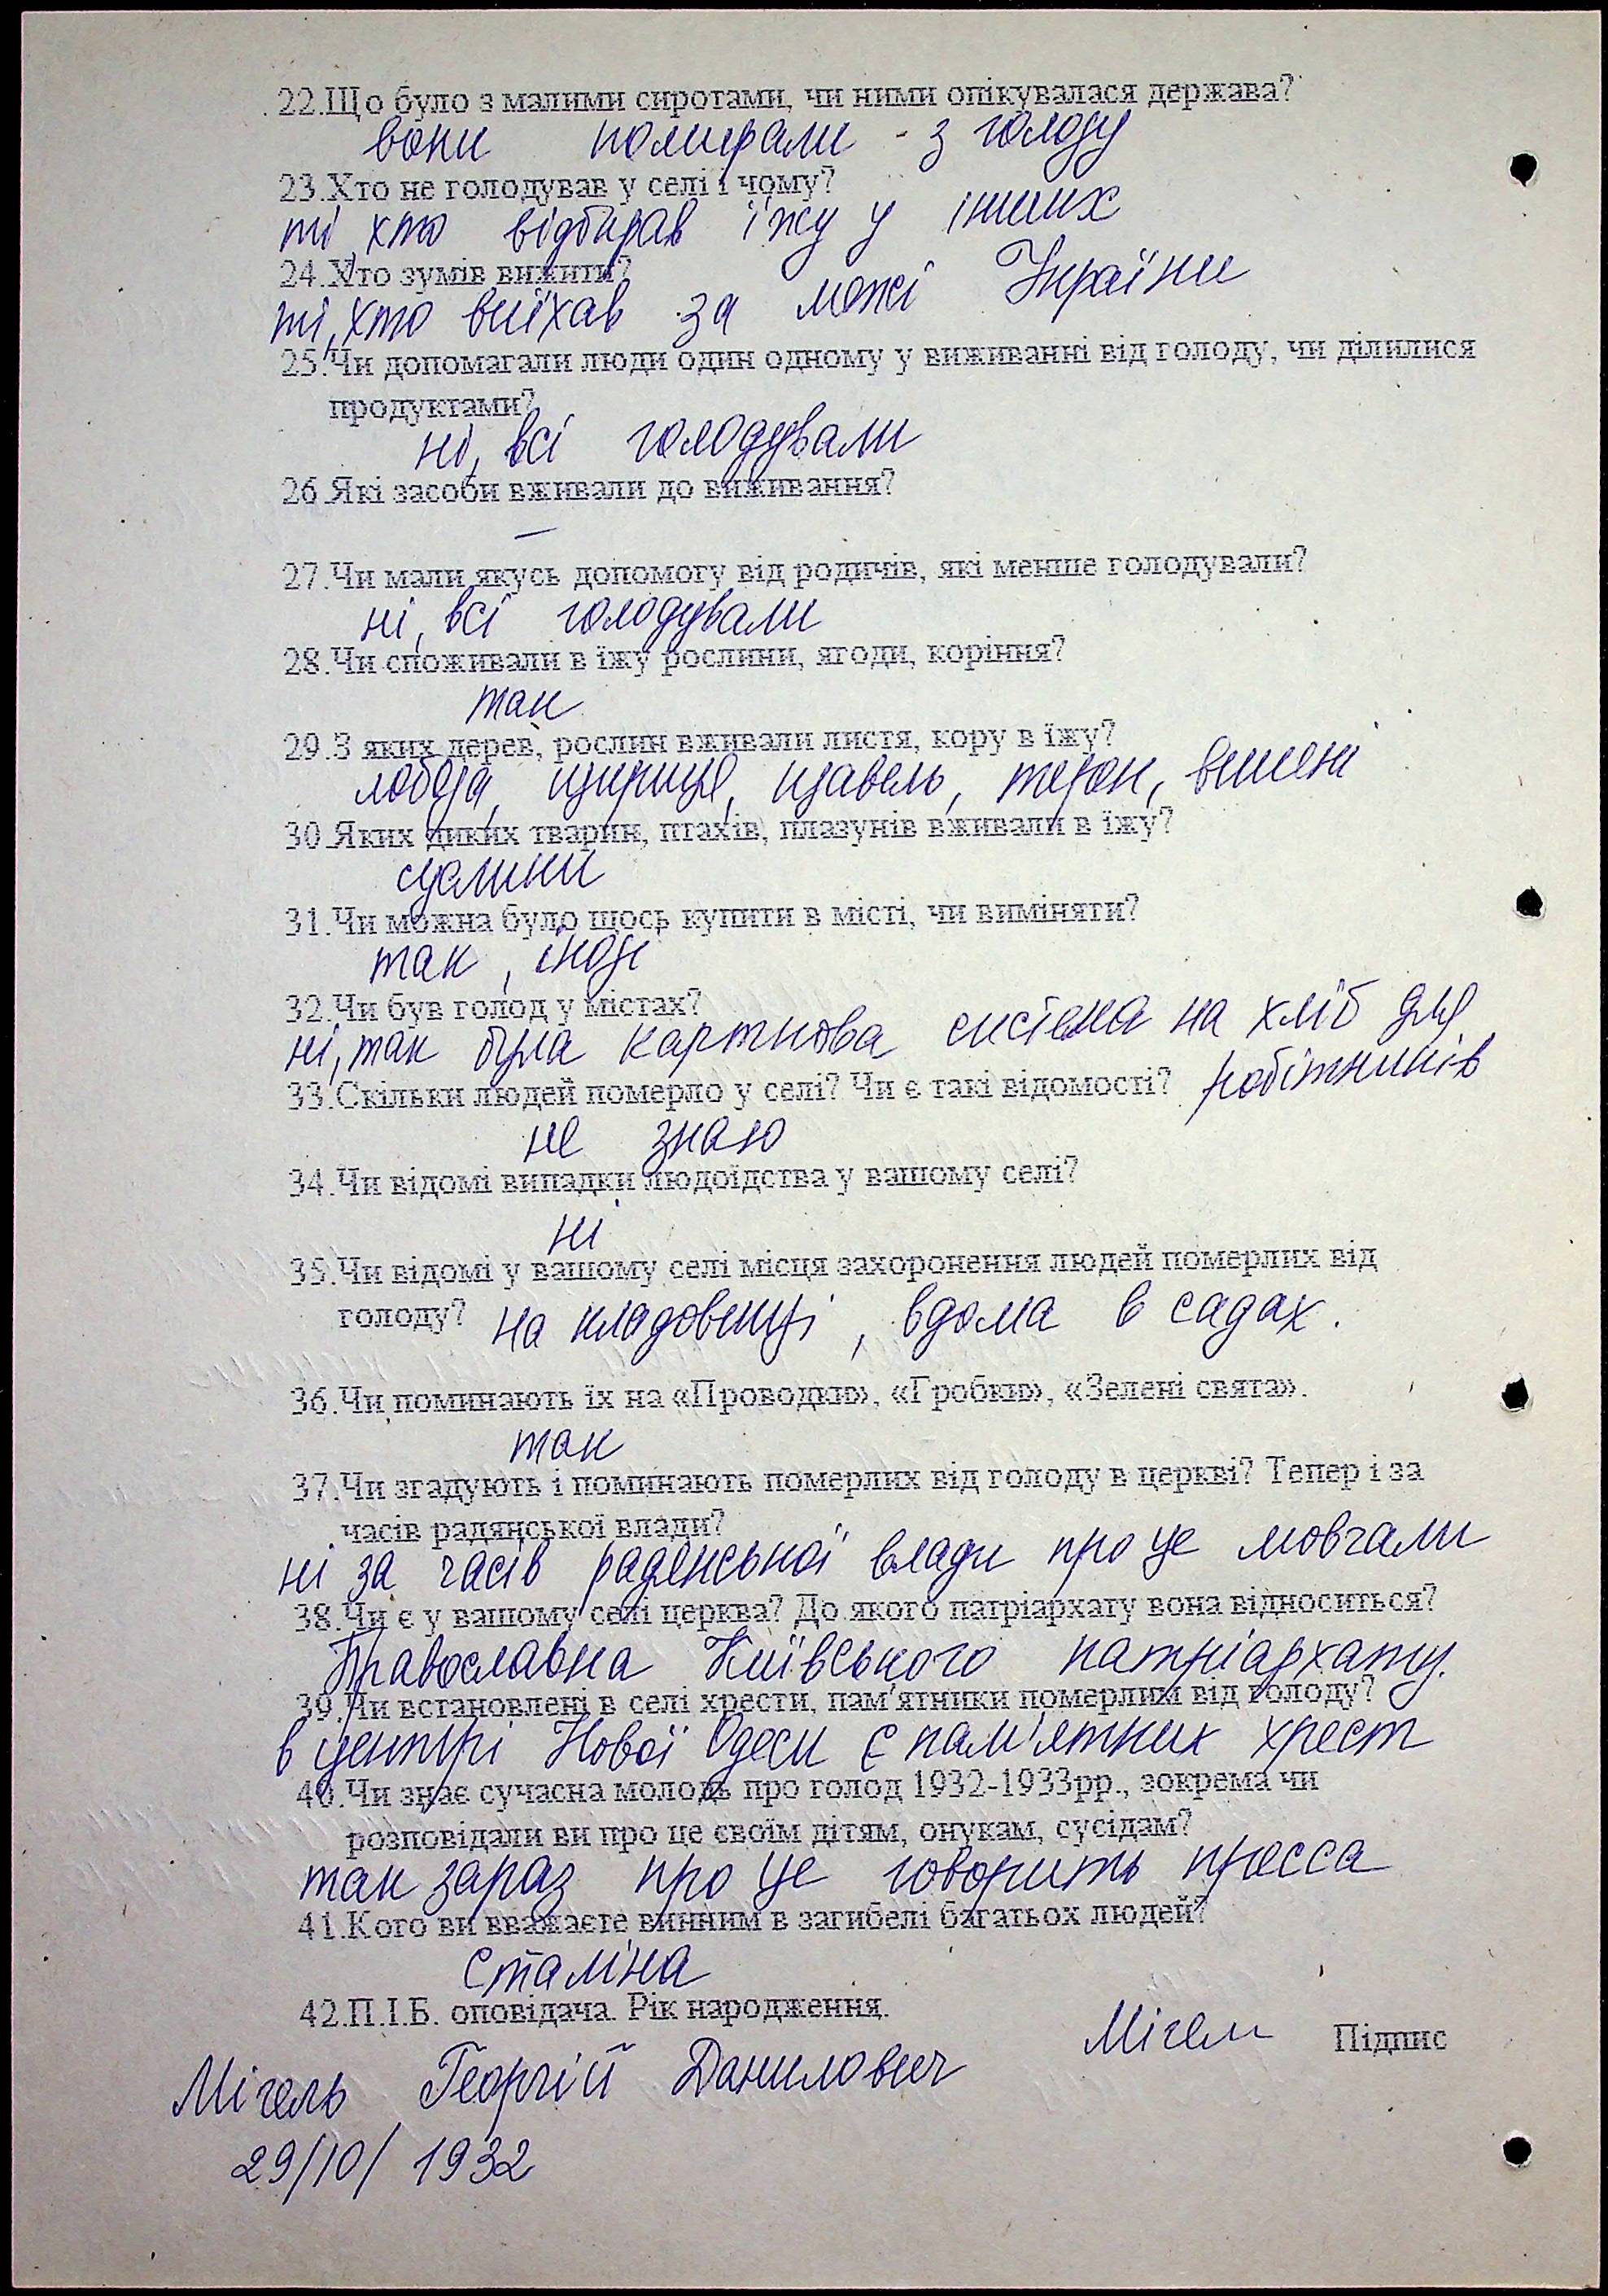 22.Що було з малими сиротами, чи ними опікувалася держава?
вони помирали з голоду
23.Хто не голодував у селі і чому?
ті хто відбирав їжу у інших
24.Хто зумів вижити?
ті, хто виїхав за межі України
25.Чи допомагали люди один одному у виживанні від голоду, чи ділилися
продуктами?
ні, всі голодували
26.Які засоби вживали до виживання?
–
27.Чи мали якусь допомогу від родичів, які менше голодували?
ні, всі голодували
28.Чи споживали в їжу рослини, ягоди, коріння?
так
29.З яких дерев, рослин вживали листя, кору в їжу?
лобода, щириця, щавель, терен, вишені
30.Яких диких тварин, птахів, плазунів вживали в їжу?
суслики
31.Чи можна було щось купити в місті, чи виміняти?
так, іноді
32.Чи був голод у містах?
ні, так була карткова система на хліб для
робітників
33.Скільки людей померло у селі? Чи є такі відомості?
не знаю
34.Чи відомі випадки людоїдства у вашому селі?
ні
35.Чи відомі у вашому селі місця захоронення людей померлих від
голоду? на кладовищі, вдома в садах.
36.Чи поминають їх на «Проводки», «Гробки», «Зелені свята».
так
37.Чи згадують і поминають померлих від голоду в церкві? Тепер і за
часів радянської влади?
ні за часів радянської влади про це мовчали
38.Чи є у вашому селі церква? До якого патріархату вона відноситься?
Православна Київського патріархату.
39.Чи встановлені в селі хрести, пам'ятники померлим від голоду?
в центрі Нової Одеси є пам'ятник хрест
40.Чи знає сучасна молодь про голод 1932-1933рр., зокрема чи
розповідали ви про це своїм дітям, онукам, сусідам?
так зараз про це говорить пресса
41.Кого ви вважаєте винним в загибелі багатьох людей?
Сталіна
42.П.І.Б. оповідача. Рік народження.
Мігель Підпис
Мігель Георгій Данилович
29/10/ 1932